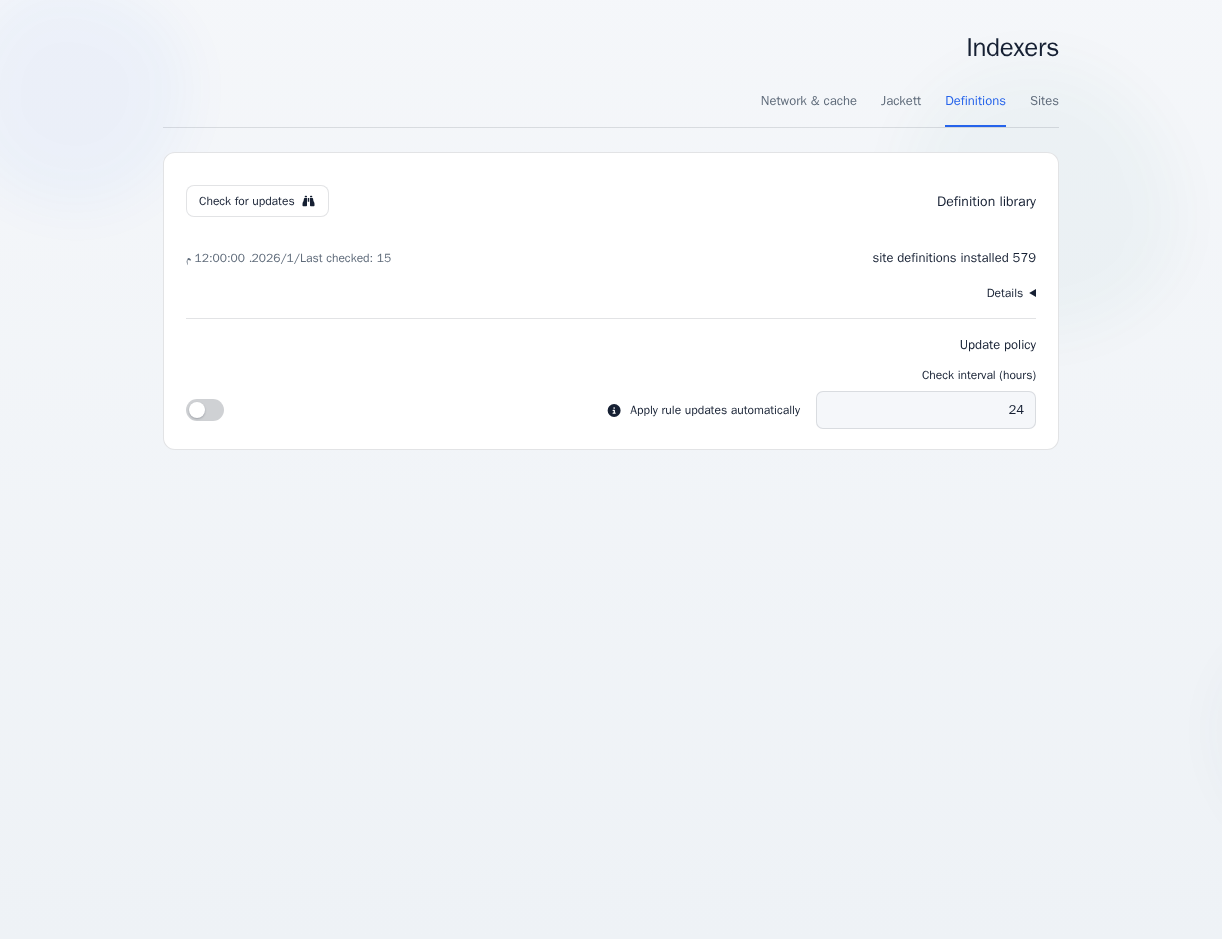 Indexers
Sites
Definitions
Jackett
Network & cache
Definition library
Check for updates
579 site definitions installed
Last checked: 15/1/2026. 12:00:00 م
Details
Update policy
Check interval (hours)
24
Apply rule updates automatically